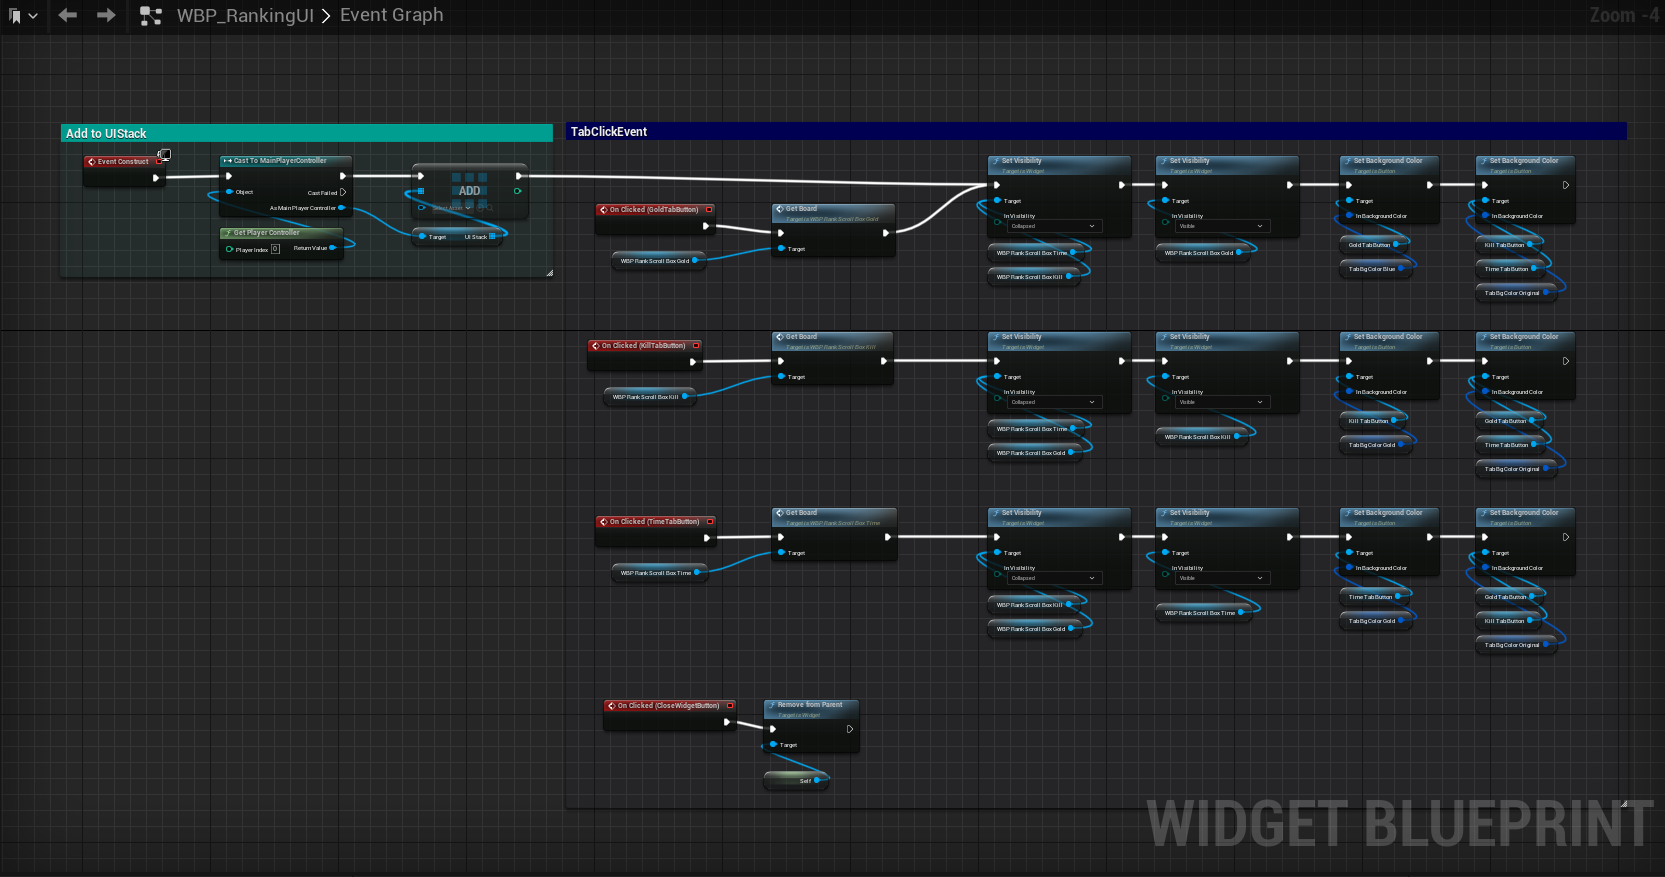 WBP_RankingUI > Event Graph
Zoom -4
Add to UIStack
TabClickEvent
Event Construct
Cast To MainPlayerController
Object
Cast Failed
As Main Player Controller
Get Player Controller
Player Index 0
Return Value
ADD
Select Asset
Target
UI Stack
On Clicked (GoldTabButton)
WBP Rank Scroll Box Gold
Get Board
Target is WBP Rank Scroll Box Gold
Target
Set Visibility
Target is Widget
Target
In Visibility
Collapsed
WBP Rank Scroll Box Time
WBP Rank Scroll Box Kill
Set Visibility
Target is Widget
Target
In Visibility
Visible
WBP Rank Scroll Box Gold
Set Background Color
Target is Button
Target
In Background Color
Gold Tab Button
Tab Bg Color Blue
Set Background Color
Target is Button
Target
In Background Color
Kill Tab Button
Time Tab Button
Tab Bg Color Original
On Clicked (KillTabButton)
WBP Rank Scroll Box Kill
Get Board
Target is WBP Rank Scroll Box Kill
Target
Set Visibility
Target is Widget
Target
In Visibility
Collapsed
WBP Rank Scroll Box Time
WBP Rank Scroll Box Gold
Set Visibility
Target is Widget
Target
In Visibility
Visible
WBP Rank Scroll Box Kill
Set Background Color
Target is Button
Target
In Background Color
Kill Tab Button
Tab Bg Color Gold
Set Background Color
Target is Button
Target
In Background Color
Gold Tab Button
Time Tab Button
Tab Bg Color Original
On Clicked (TimeTabButton)
WBP Rank Scroll Box Time
Get Board
Target is WBP Rank Scroll Box Time
Target
Set Visibility
Target is Widget
Target
In Visibility
Collapsed
WBP Rank Scroll Box Kill
WBP Rank Scroll Box Gold
Set Visibility
Target is Widget
Target
In Visibility
Visible
WBP Rank Scroll Box Time
Set Background Color
Target is Button
Target
In Background Color
Time Tab Button
Tab Bg Color Gold
Set Background Color
Target is Button
Target
In Background Color
Gold Tab Button
Kill Tab Button
Tab Bg Color Original
On Clicked (CloseWidgetButton)
Remove from Parent
Target is Widget
Target
Self
WIDGET BLUEPRINT